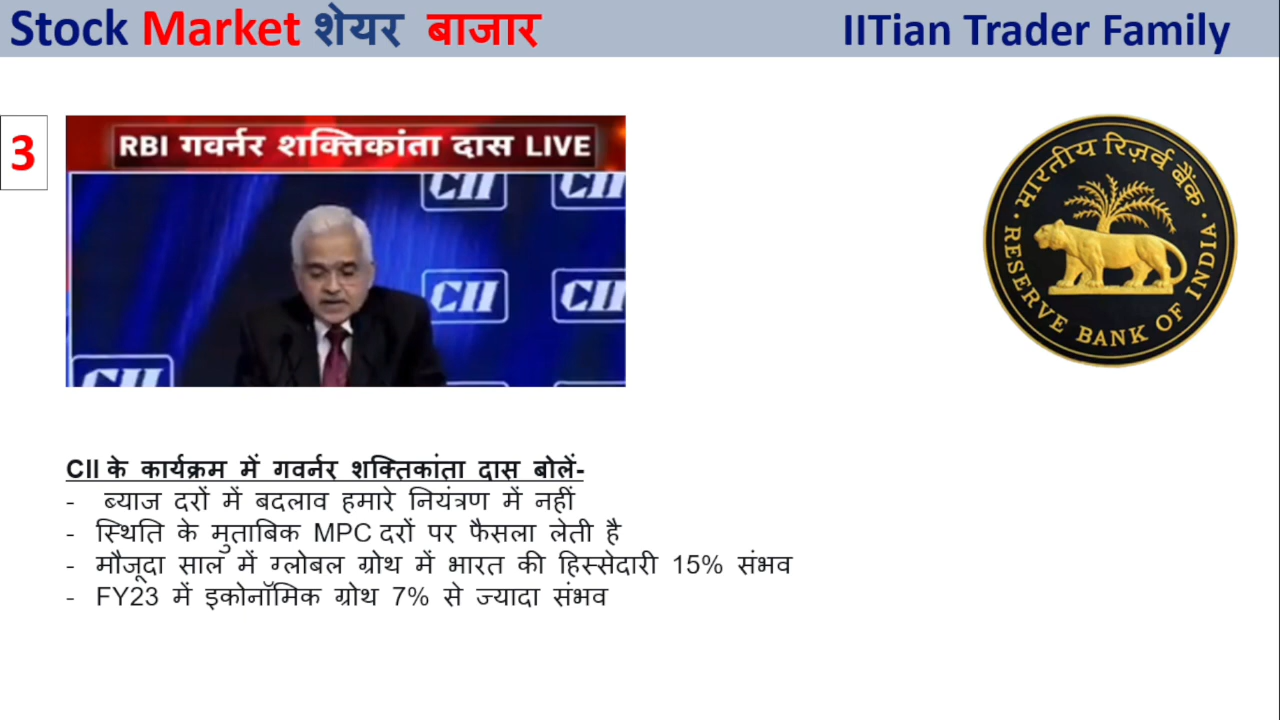 Stock Market शेयर बाजार
IITian Trader Family
3
RBI गवर्नर शक्तिकांता दास LIVE
CII
CII
CII
CII
CII
भारतीय रिज़र्व बैंक
RESERVE BANK OF INDIA
CII के कार्यक्रम में गवर्नर शक्तिकांता दास बोलें-
- ब्याज दरों में बदलाव हमारे नियंत्रण में नहीं
- स्थिति के मुताबिक MPC दरों पर फैसला लेती है
- मौजूदा साल में ग्लोबल ग्रोथ में भारत की हिस्सेदारी 15% संभव
- FY23 में इकोनॉमिक ग्रोथ 7% से ज्यादा संभव